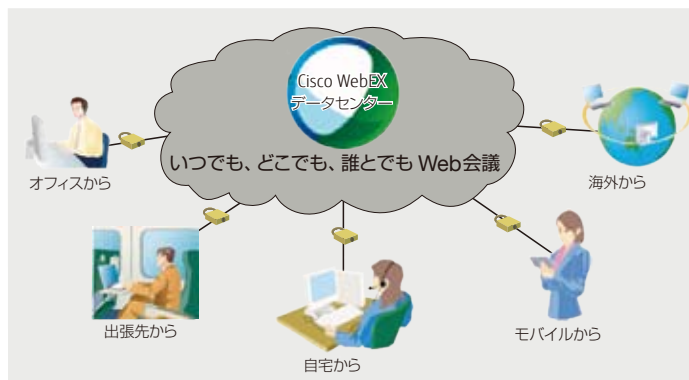 Cisco WebEX
データセンター
いつでも、どこでも、誰とでも Web会議
オフィスから
海外から
出張先から
モバイルから
自宅から